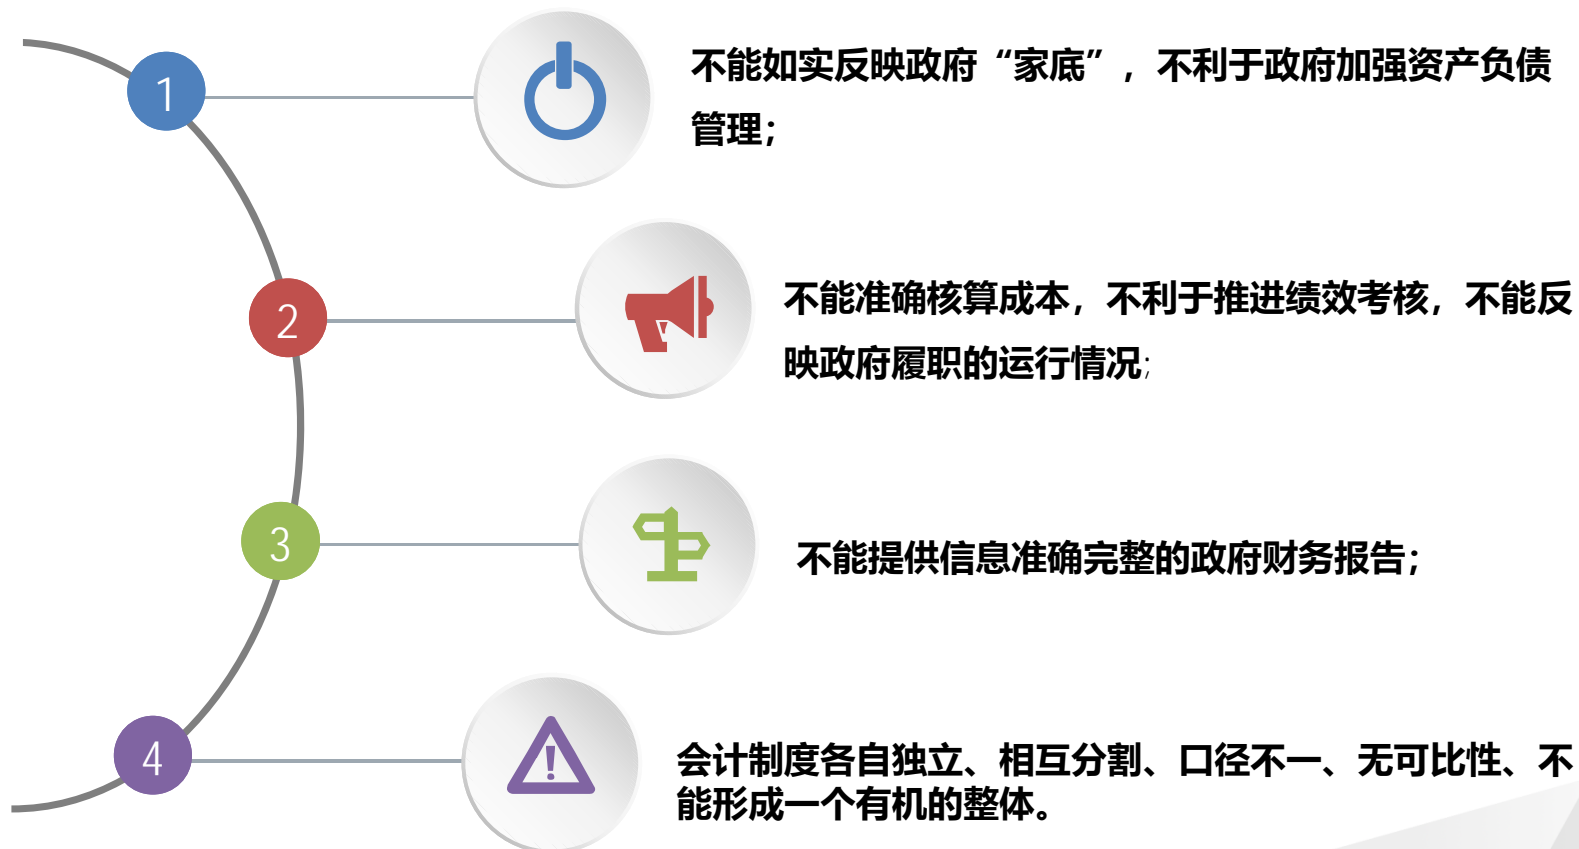 1
不能如实反映政府“家底”，不利于政府加强资产负债
管理；
2
不能准确核算成本，不利于推进绩效考核，不能反
映政府履职的运行情况；
3
不能提供信息准确完整的政府财务报告；
4
会计制度各自独立、相互分割、口径不一、无可比性、不
能形成一个有机的整体。